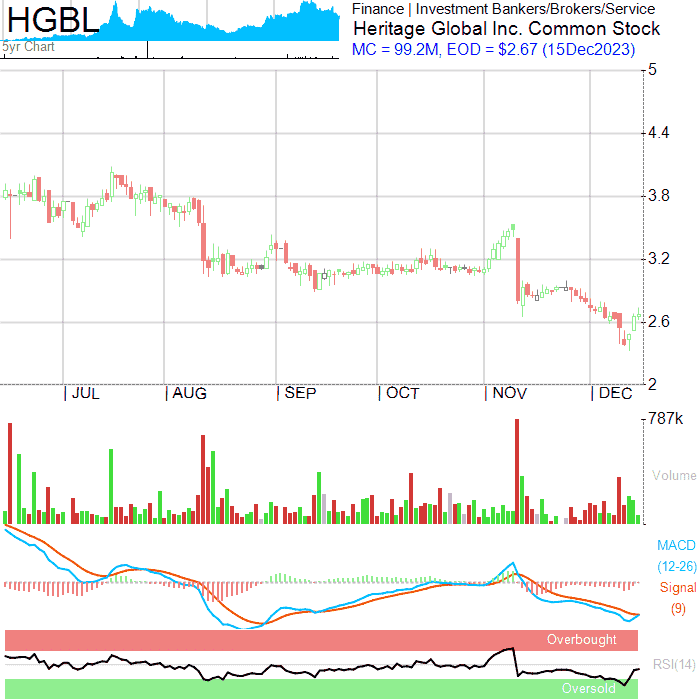 HGBL
5yr Chart
Finance | Investment Bankers/Brokers/Service
Heritage Global Inc. Common Stock
MC = 99.2M, EOD = $2.67 (15Dec2023)
5
4.4
3.8
3.2
2.6
2
| JUL | AUG | SEP | OCT | NOV | DEC
787k
Volume
MACD
(12-26)
Signal
(9)
Overbought
RSI(14)
Oversold